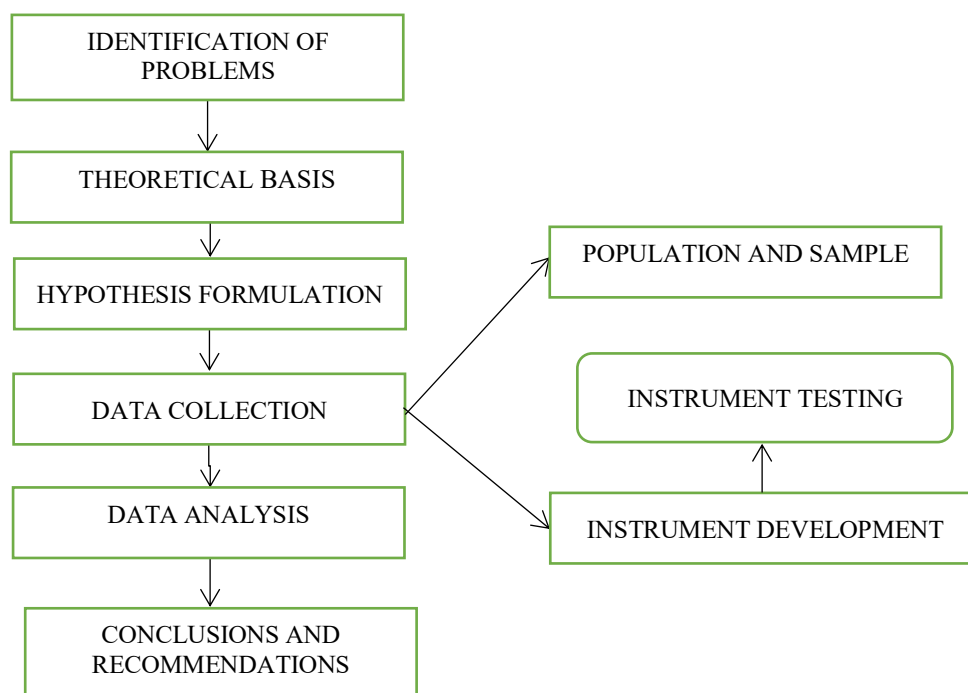 IDENTIFICATION OF
PROBLEMS
THEORETICAL BASIS
HYPOTHESIS FORMULATION
DATA COLLECTION
DATA ANALYSIS
CONCLUSIONS AND
RECOMMENDATIONS
POPULATION AND SAMPLE
INSTRUMENT TESTING
INSTRUMENT DEVELOPMENT